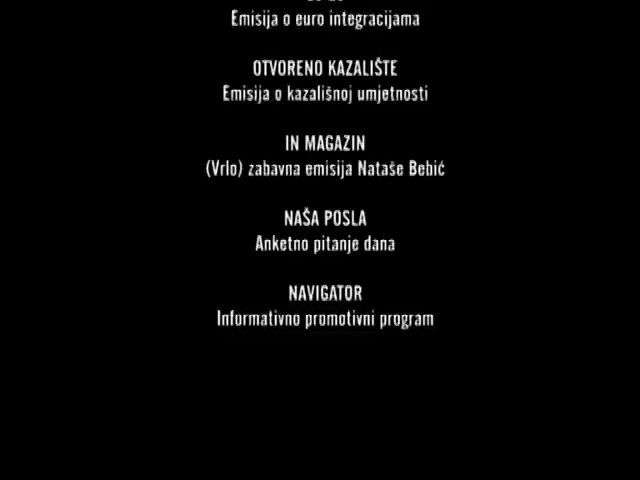 Emisija o euro integracijama
OTVORENO KAZALIŠTE
Emisija o kazališnoj umjetnosti
IN MAGAZIN
(Vrlo) zabavna emisija Nataše Bebić
NAŠA POSLA
Anketno pitanje dana
NAVIGATOR
Informativno promotivni program